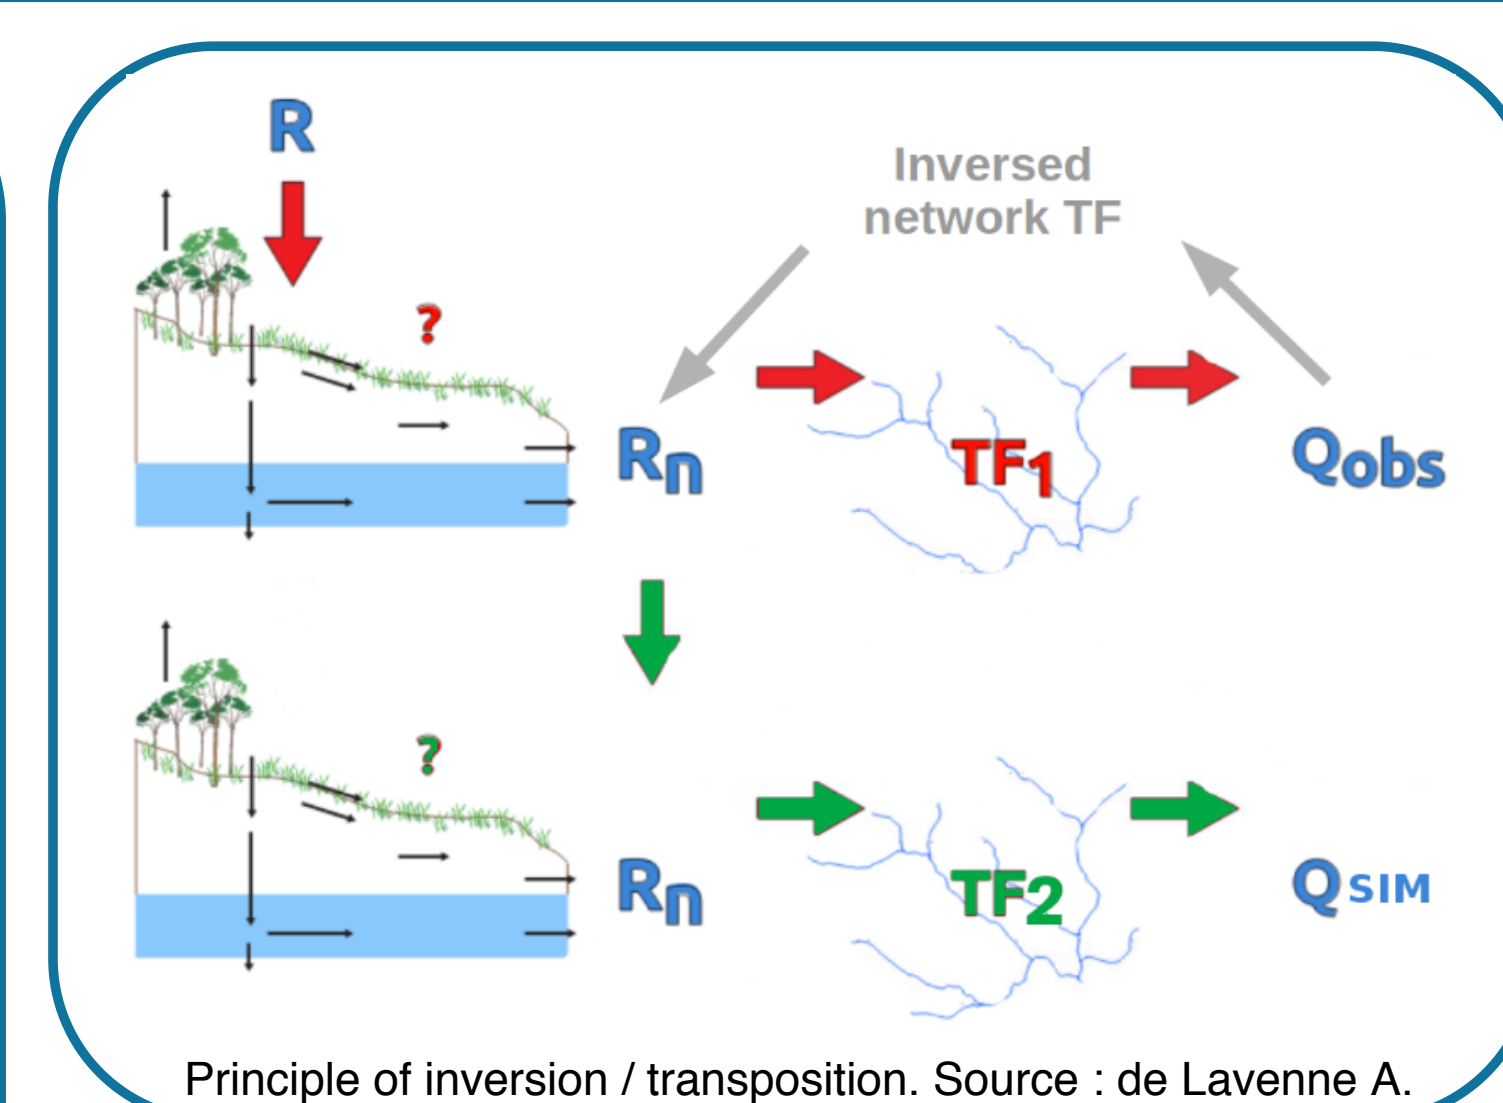 R
Inversed
network TF
?
Rn
TF1
Qobs
?
Rn
TF2
QSIM
Principle of inversion / transposition. Source : de Lavenne A.